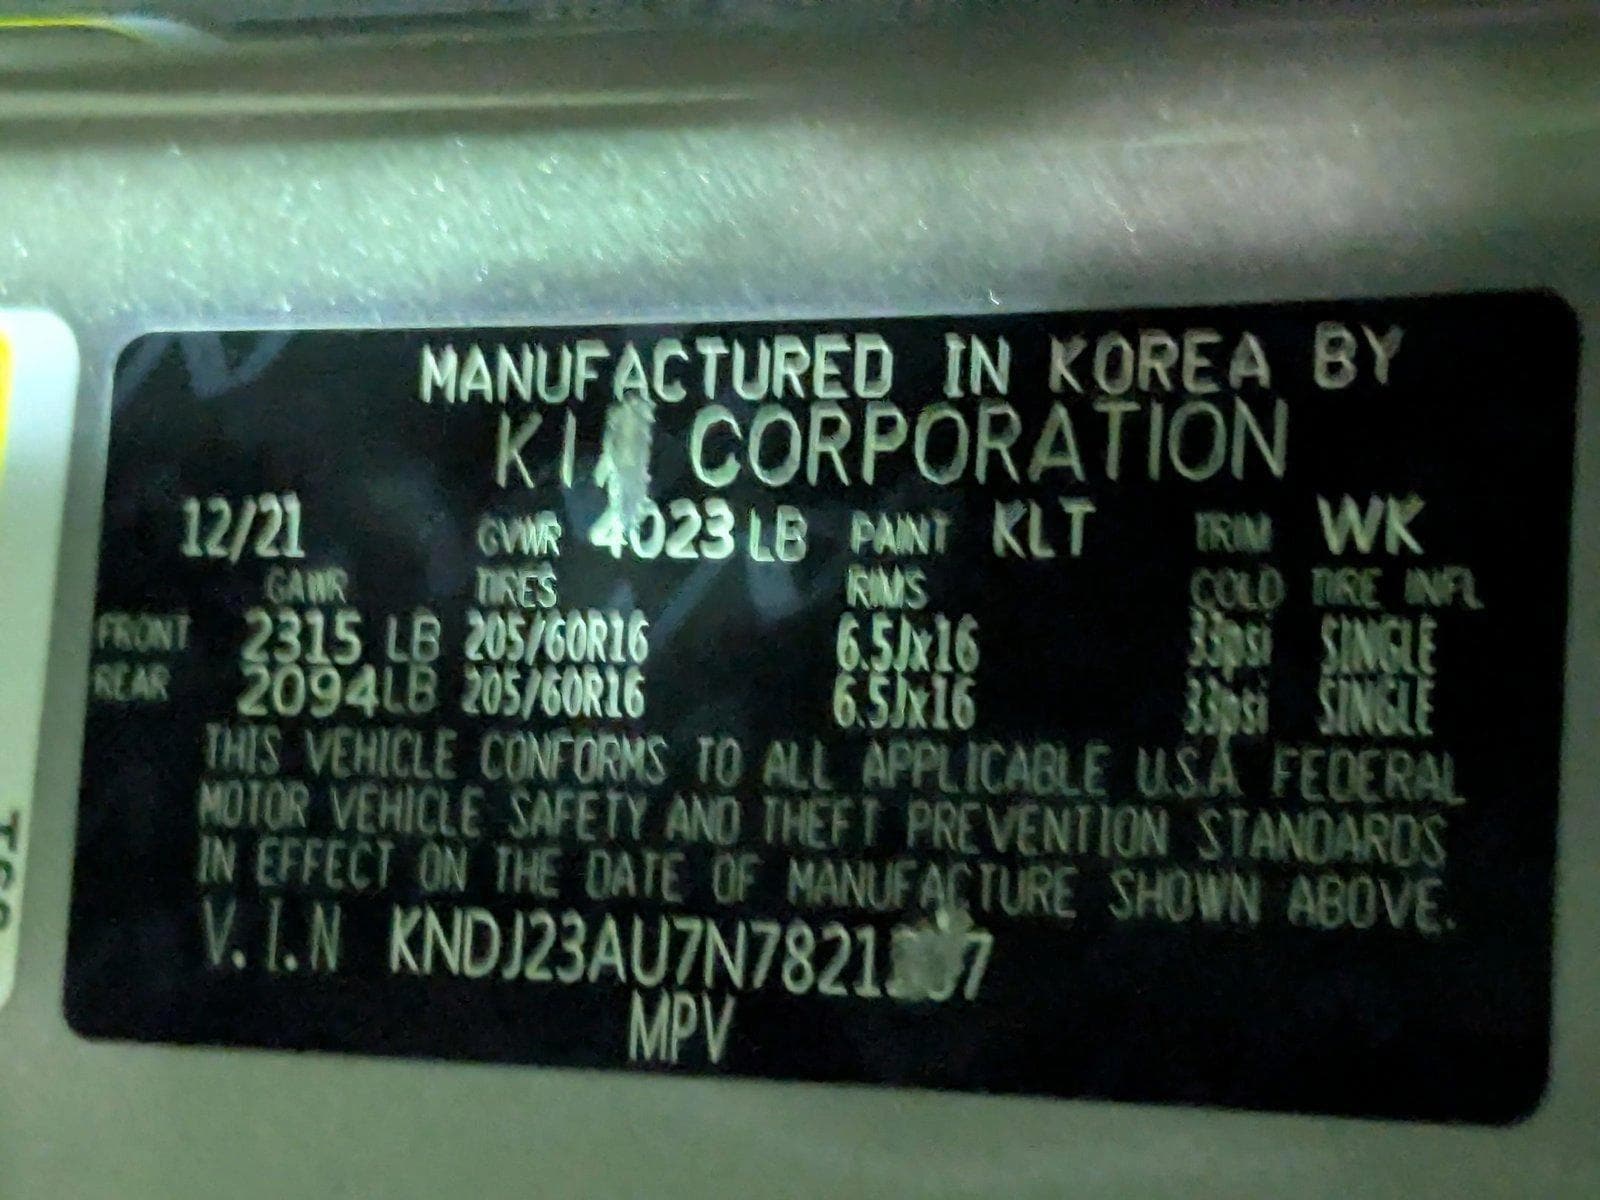 MANUFACTURED IN KOREA BY
KIA CORPORATION
12/21 GVWR 4023 LB PAINT KLT TRIM WK
GAWR TIRES RIMS COLD TIRE INFL
FRONT 2315 LB 205/60R16 6.5Jx16 33psi SINGLE
REAR 2094 LB 205/60R16 6.5Jx16 33psi SINGLE
THIS VEHICLE CONFORMS TO ALL APPLICABLE U.S.A FEDERAL
MOTOR VEHICLE SAFETY AND THEFT PREVENTION STANDARDS
IN EFFECT ON THE DATE OF MANUFACTURE SHOWN ABOVE.
V.I.N
MPV